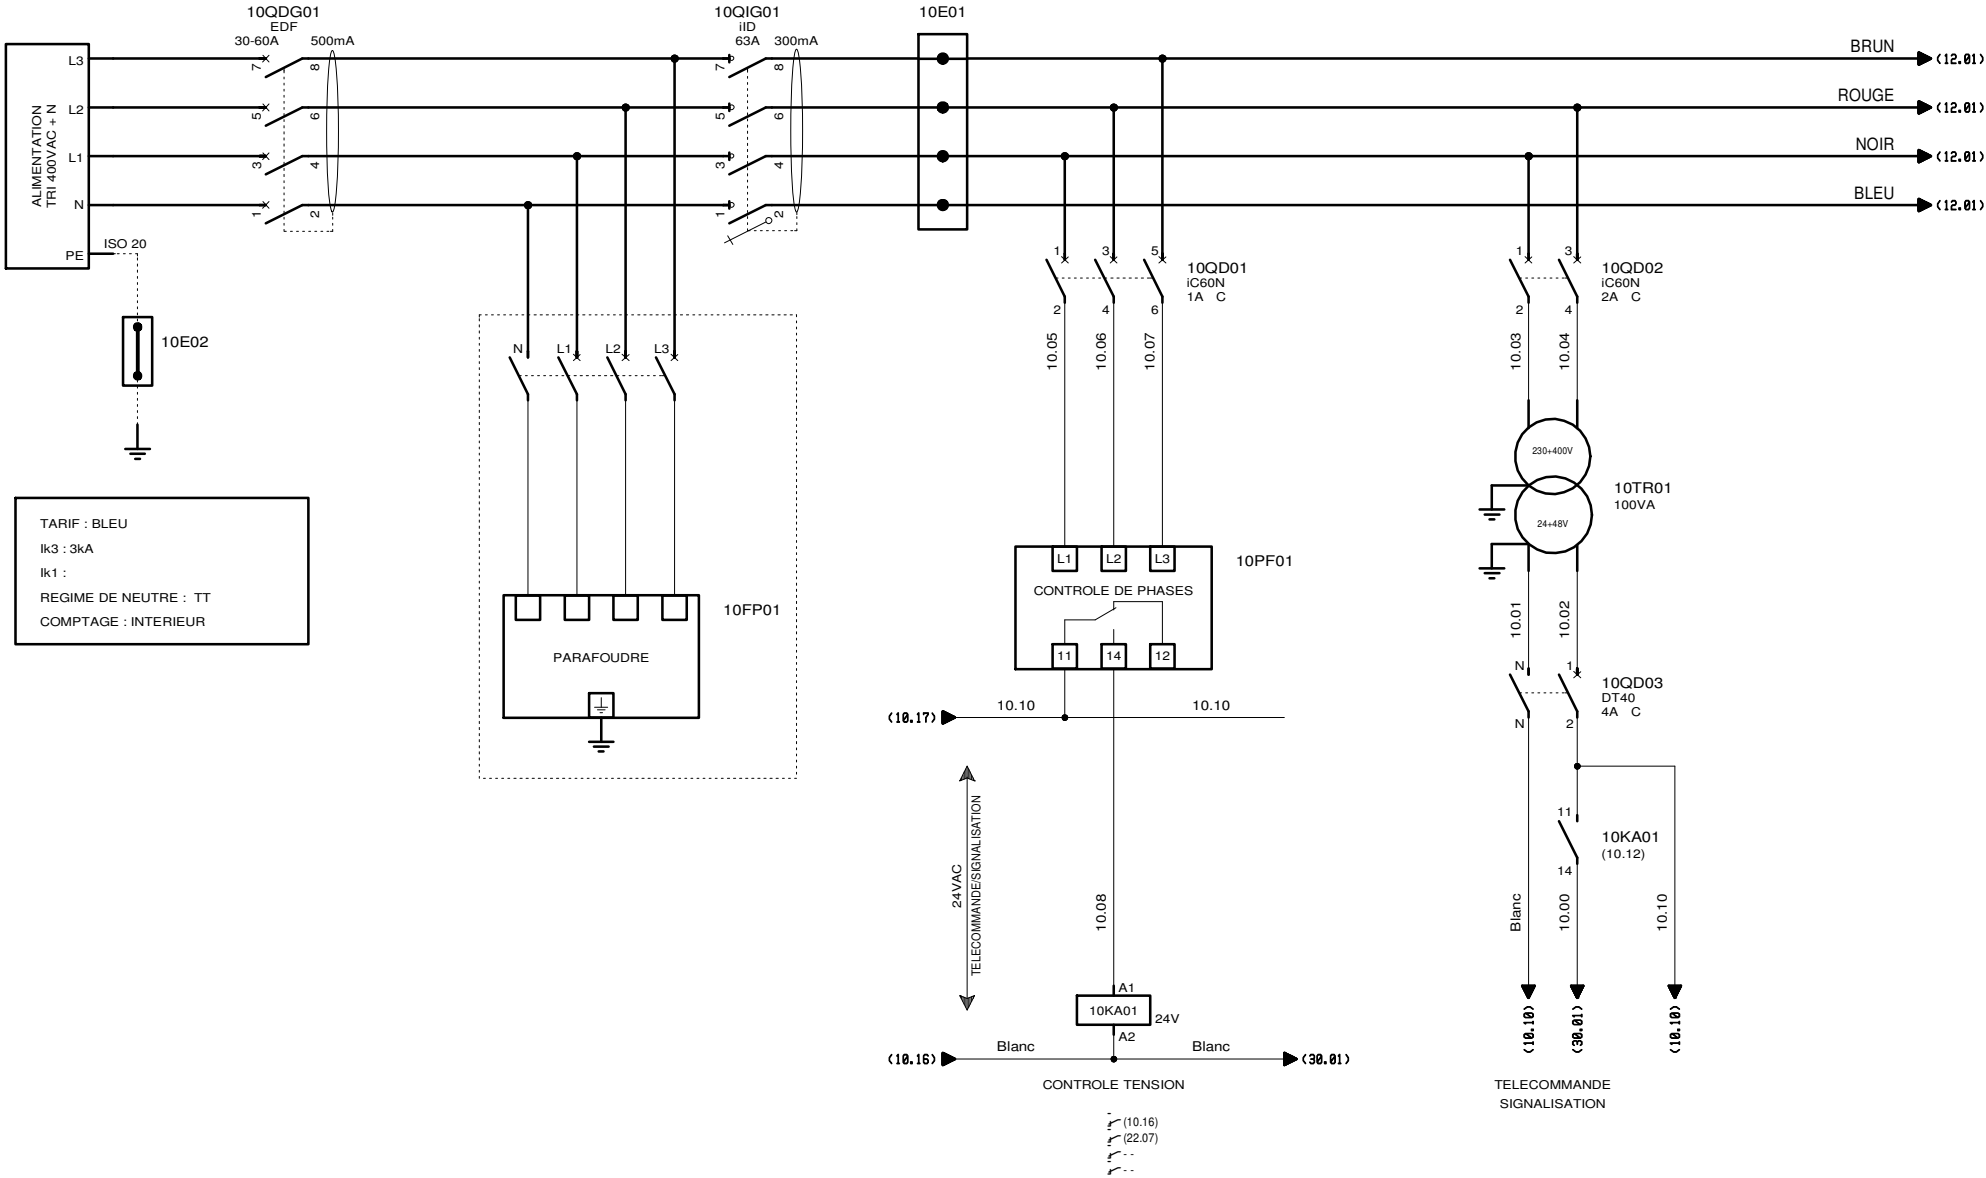 10QDG01
EDF
30-60A 500mA
10QIG01
iID
63A 300mA
10E01
ALIMENTATION
TRI 400VAC + N
L3
7
8
7
8
BRUN
(12.01)
L2
5
6
5
6
ROUGE
(12.01)
L1
3
4
3
4
NOIR
(12.01)
N
1
2
1
2
BLEU
(12.01)
PE
ISO 20
10E02
1 3 5
10QD01
iC60N
1A C
2 4 6
1 3
10QD02
iC60N
2A C
2 4
N L1 L2 L3
10.05
10.06
10.07
10.03
10.04
230+400V
24+48V
10TR01
100VA
TARIF : BLEU
Ik3 : 3kA
Ik1 :
REGIME DE NEUTRE : TT
COMPTAGE : INTERIEUR
10FP01
PARAFOUDRE
L1 L2 L3
10PF01
CONTROLE DE PHASES
11 14 12
10.01
10.02
N 1
10QD03
DT40
4A C
N 2
(10.17)
10.10
10.10
24VAC
TELECOMMANDE/SIGNALISATION
10.08
11
10KA01
(10.12)
14
Blanc
10.00
10.10
A1
10KA01
24V
A2
(10.16)
Blanc
Blanc
(30.01)
(10.10)
(30.01)
(10.10)
CONTROLE TENSION
TELECOMMANDE
SIGNALISATION
(10.16)
(22.07)
- -
- -